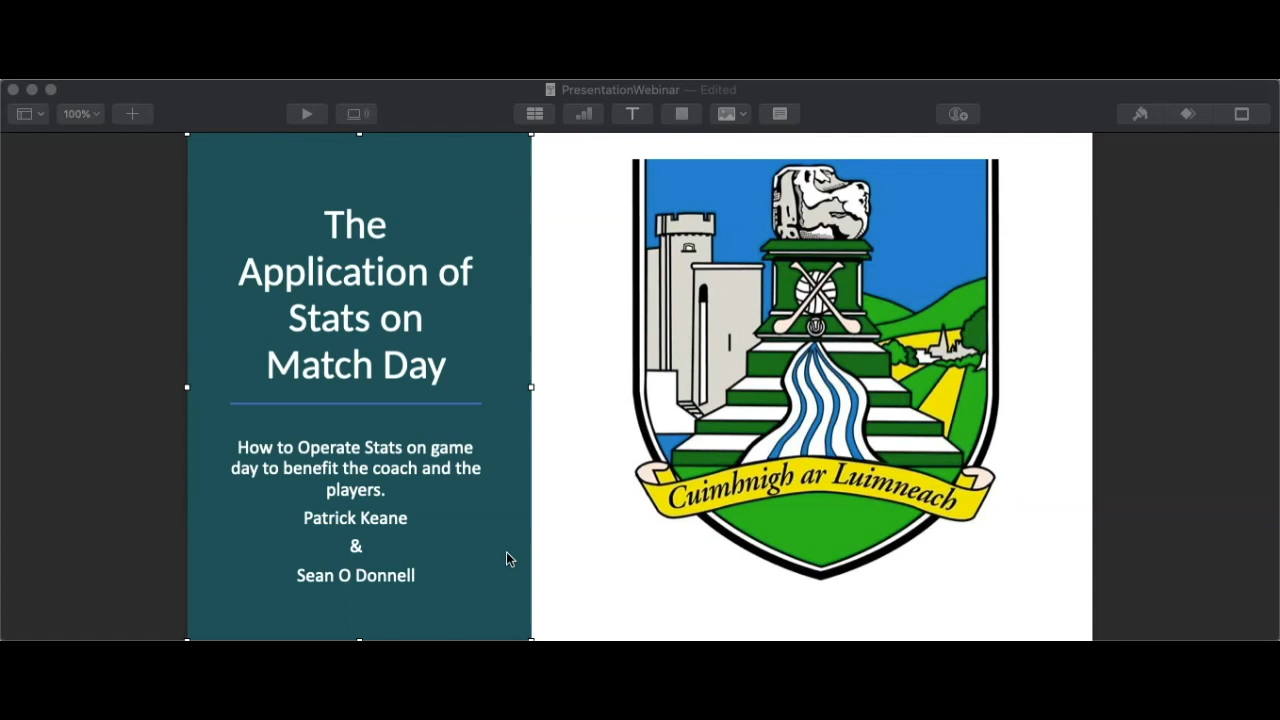 PresentationWebinar — Edited
100%
The
Application of
Stats on
Match Day
How to Operate Stats on game
day to benefit the coach and the
players.
Patrick Keane
&
Sean O Donnell
Cuimhnigh ar Luimneach